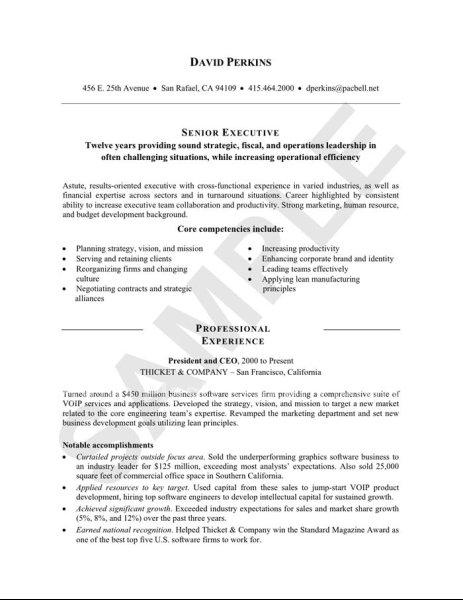 DAVID PERKINS
456 E. 25th Avenue • San Rafael, CA 94109 • 415.464.2000 • dperkins@pacbell.net
SENIOR EXECUTIVE
Twelve years providing sound strategic, fiscal, and operations leadership in
often challenging situations, while increasing operational efficiency
Astute, results-oriented executive with cross-functional experience in varied industries, as well as
financial expertise across sectors and in turnaround situations. Career highlighted by consistent
ability to increase executive team collaboration and productivity. Strong marketing, human resource,
and budget development background.
Core competencies include:
• Planning strategy, vision, and mission
• Serving and retaining clients
• Reorganizing firms and changing
culture
• Negotiating contracts and strategic
alliances
• Increasing productivity
• Enhancing corporate brand and identity
• Leading teams effectively
• Applying lean manufacturing
principles
PROFESSIONAL
EXPERIENCE
President and CEO, 2000 to Present
THICKET & COMPANY – San Francisco, California
Turned around a $450 million business software services firm providing a comprehensive suite of
VOIP services and applications. Developed the strategy, vision, and mission to target a new market
related to the core engineering team's expertise. Revamped the marketing department and set new
business development goals utilizing lean principles.
Notable accomplishments
• Curtailed projects outside focus area. Sold the underperforming graphics software business to
an industry leader for $125 million, exceeding most analysts' expectations. Also sold 25,000
square feet of commercial office space in Southern California.
• Applied resources to key target. Used capital from these sales to jump-start VOIP product
development, hiring top software engineers to develop intellectual capital for sustained growth.
• Achieved significant growth. Exceeded industry expectations for sales and market share growth
(5%, 8%, and 12%) over the past three years.
• Earned national recognition. Helped Thicket & Company win the Standard Magazine Award as
one of the best top five U.S. software firms to work for.
SAMPLE